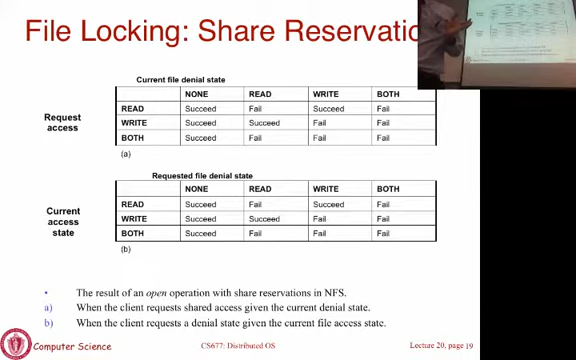 File Locking: Share Reservatio
Current file denial state
NONE READ WRITE BOTH
Request access
READ Succeed Fail Succeed Fail
WRITE Succeed Succeed Fail Fail
BOTH Succeed Fail Fail Fail
(a)
Requested file denial state
NONE READ WRITE BOTH
Current access state
READ Succeed Fail Succeed Fail
WRITE Succeed Succeed Fail Fail
BOTH Succeed Fail Fail Fail
(b)
• The result of an open operation with share reservations in NFS.
a) When the client requests shared access given the current denial state.
b) When the client requests a denial state given the current file access state.
Computer Science CS677: Distributed OS Lecture 20, page 19